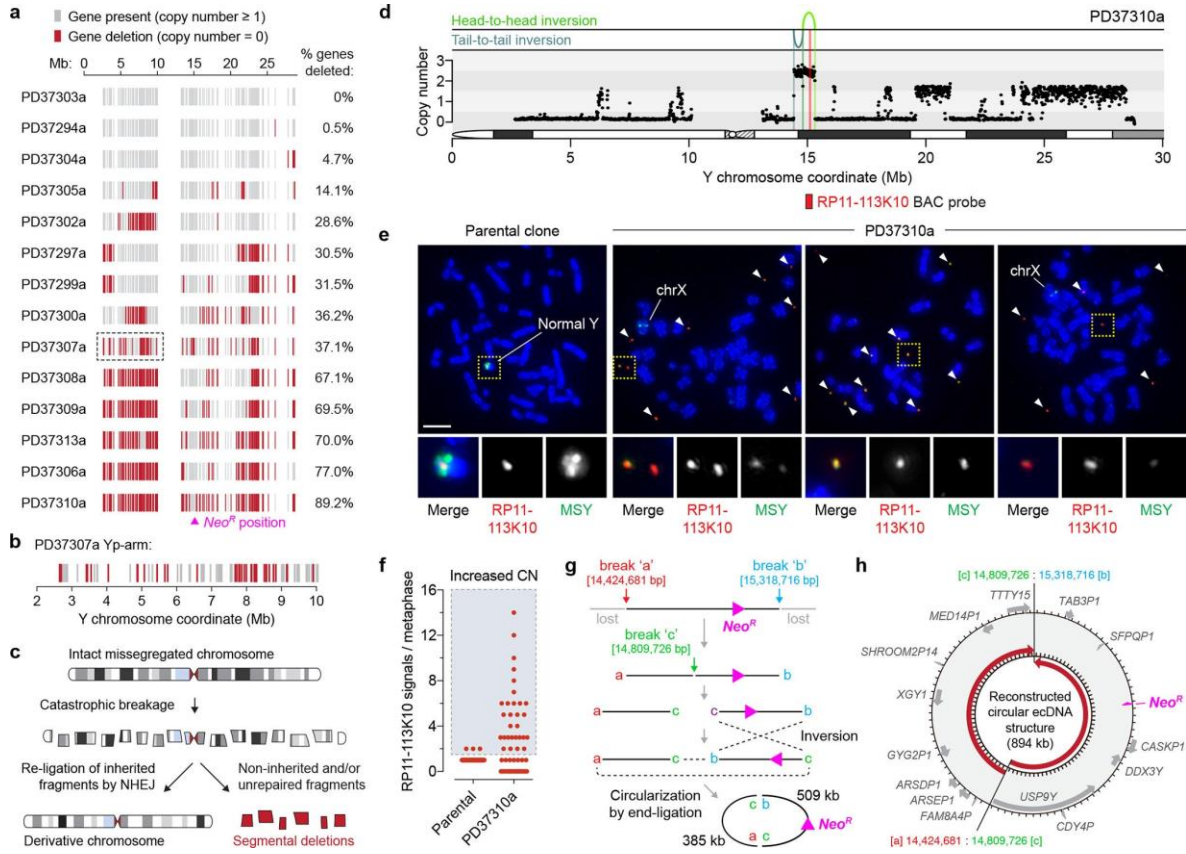 a
Gene present (copy number ≥ 1)
Gene deletion (copy number = 0)
% genes
deleted:
Mb: 0 5 10 15 20 25
PD37303a 0%
PD37294a 0.5%
PD37304a 4.7%
PD37305a 14.1%
PD37302a 28.6%
PD37297a 30.5%
PD37299a 31.5%
PD37300a 36.2%
PD37307a 37.1%
PD37308a 67.1%
PD37309a 69.5%
PD37313a 70.0%
PD37306a 77.0%
PD37310a 89.2%
NeoR position
b
PD37307a Yp-arm:
2 3 4 5 6 7 8 9 10
Y chromosome coordinate (Mb)
c
Intact missegregated chromosome
Catastrophic breakage
Re-ligation of inherited
fragments by NHEJ
Non-inherited and/or
unrepaired fragments
Derivative chromosome
Segmental deletions
d
PD37310a
Head-to-head inversion
Tail-to-tail inversion
Copy number
3
2
1
0
0 5 10 15 20 25 30
Y chromosome coordinate (Mb)
RP11-113K10 BAC probe
e
Parental clone
PD37310a
Normal Y
chrX
chrX
Merge RP11-113K10 MSY
Merge RP11-113K10 MSY
Merge RP11-113K10 MSY
Merge RP11-113K10 MSY
f
Increased CN
RP11-113K10 signals / metaphase
16
12
8
4
0
Parental
PD37310a
g
break 'a'
[14,424,681 bp]
break 'b'
[15,318,716 bp]
lost
NeoR
lost
break 'c'
[14,809,726 bp]
a b
a c c b
Inversion
a c b c
Circularization
by end-ligation
509 kb
c b
NeoR
a c
385 kb
h
[c] 14,809,726 : 15,318,716 [b]
TTTY15
TAB3P1
MED14P1
SFPQP1
SHROOM2P14
XGY1
NeoR
Reconstructed
circular ecDNA
structure
(894 kb)
GYG2P1
CASKP1
DDX3Y
ARSDP1
ARSEP1
USP9Y
FAM8A4P
CDY4P
[a] 14,424,681 : 14,809,726 [c]